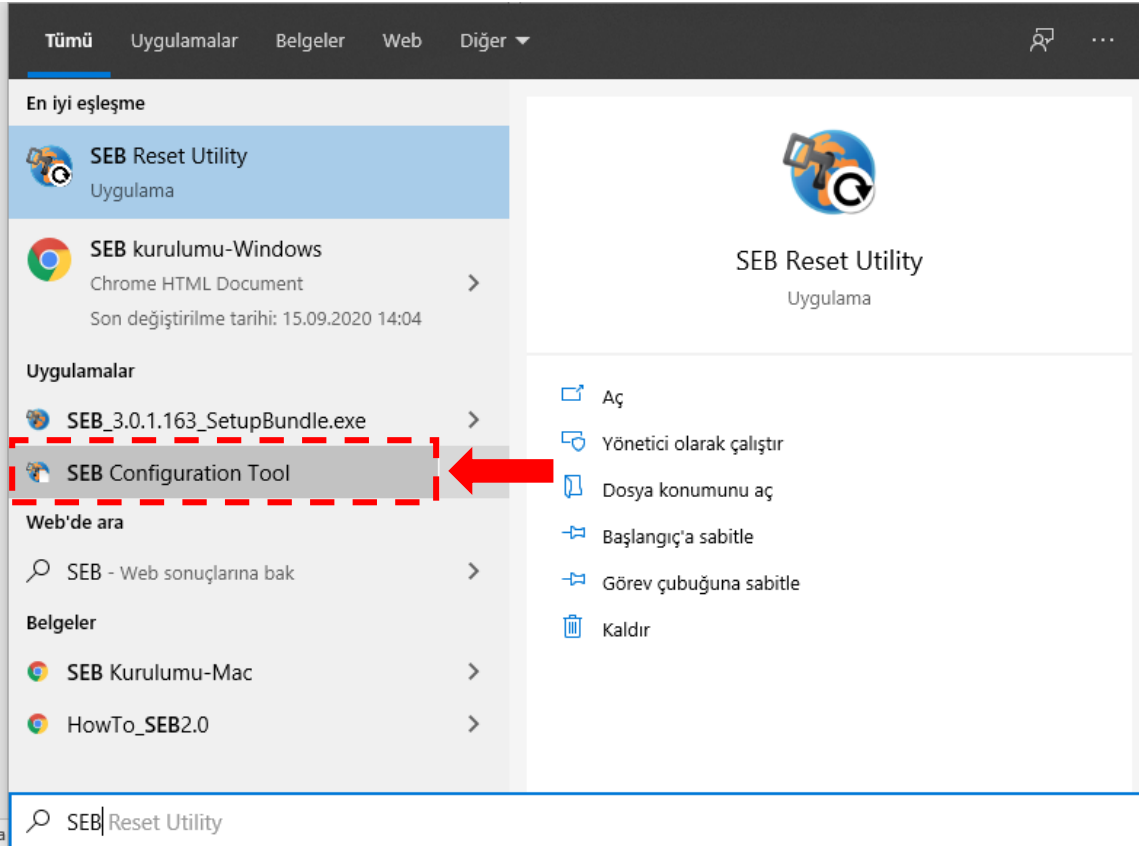 Tümü Uygulamalar Belgeler Web Diğer
En iyi eşleşme
SEB Reset Utility
Uygulama
SEB kurulumu-Windows
Chrome HTML Document
Son değiştirilme tarihi: 15.09.2020 14:04
Uygulamalar
SEB_3.0.1.163_SetupBundle.exe
SEB Configuration Tool
Web'de ara
SEB - Web sonuçlarına bak
Belgeler
SEB Kurulumu-Mac
HowTo_SEB2.0
SEB Reset Utility
Uygulama
Aç
Yönetici olarak çalıştır
Dosya konumunu aç
Başlangıç'a sabitle
Görev çubuğuna sabitle
Kaldır
SEB Reset Utility
a